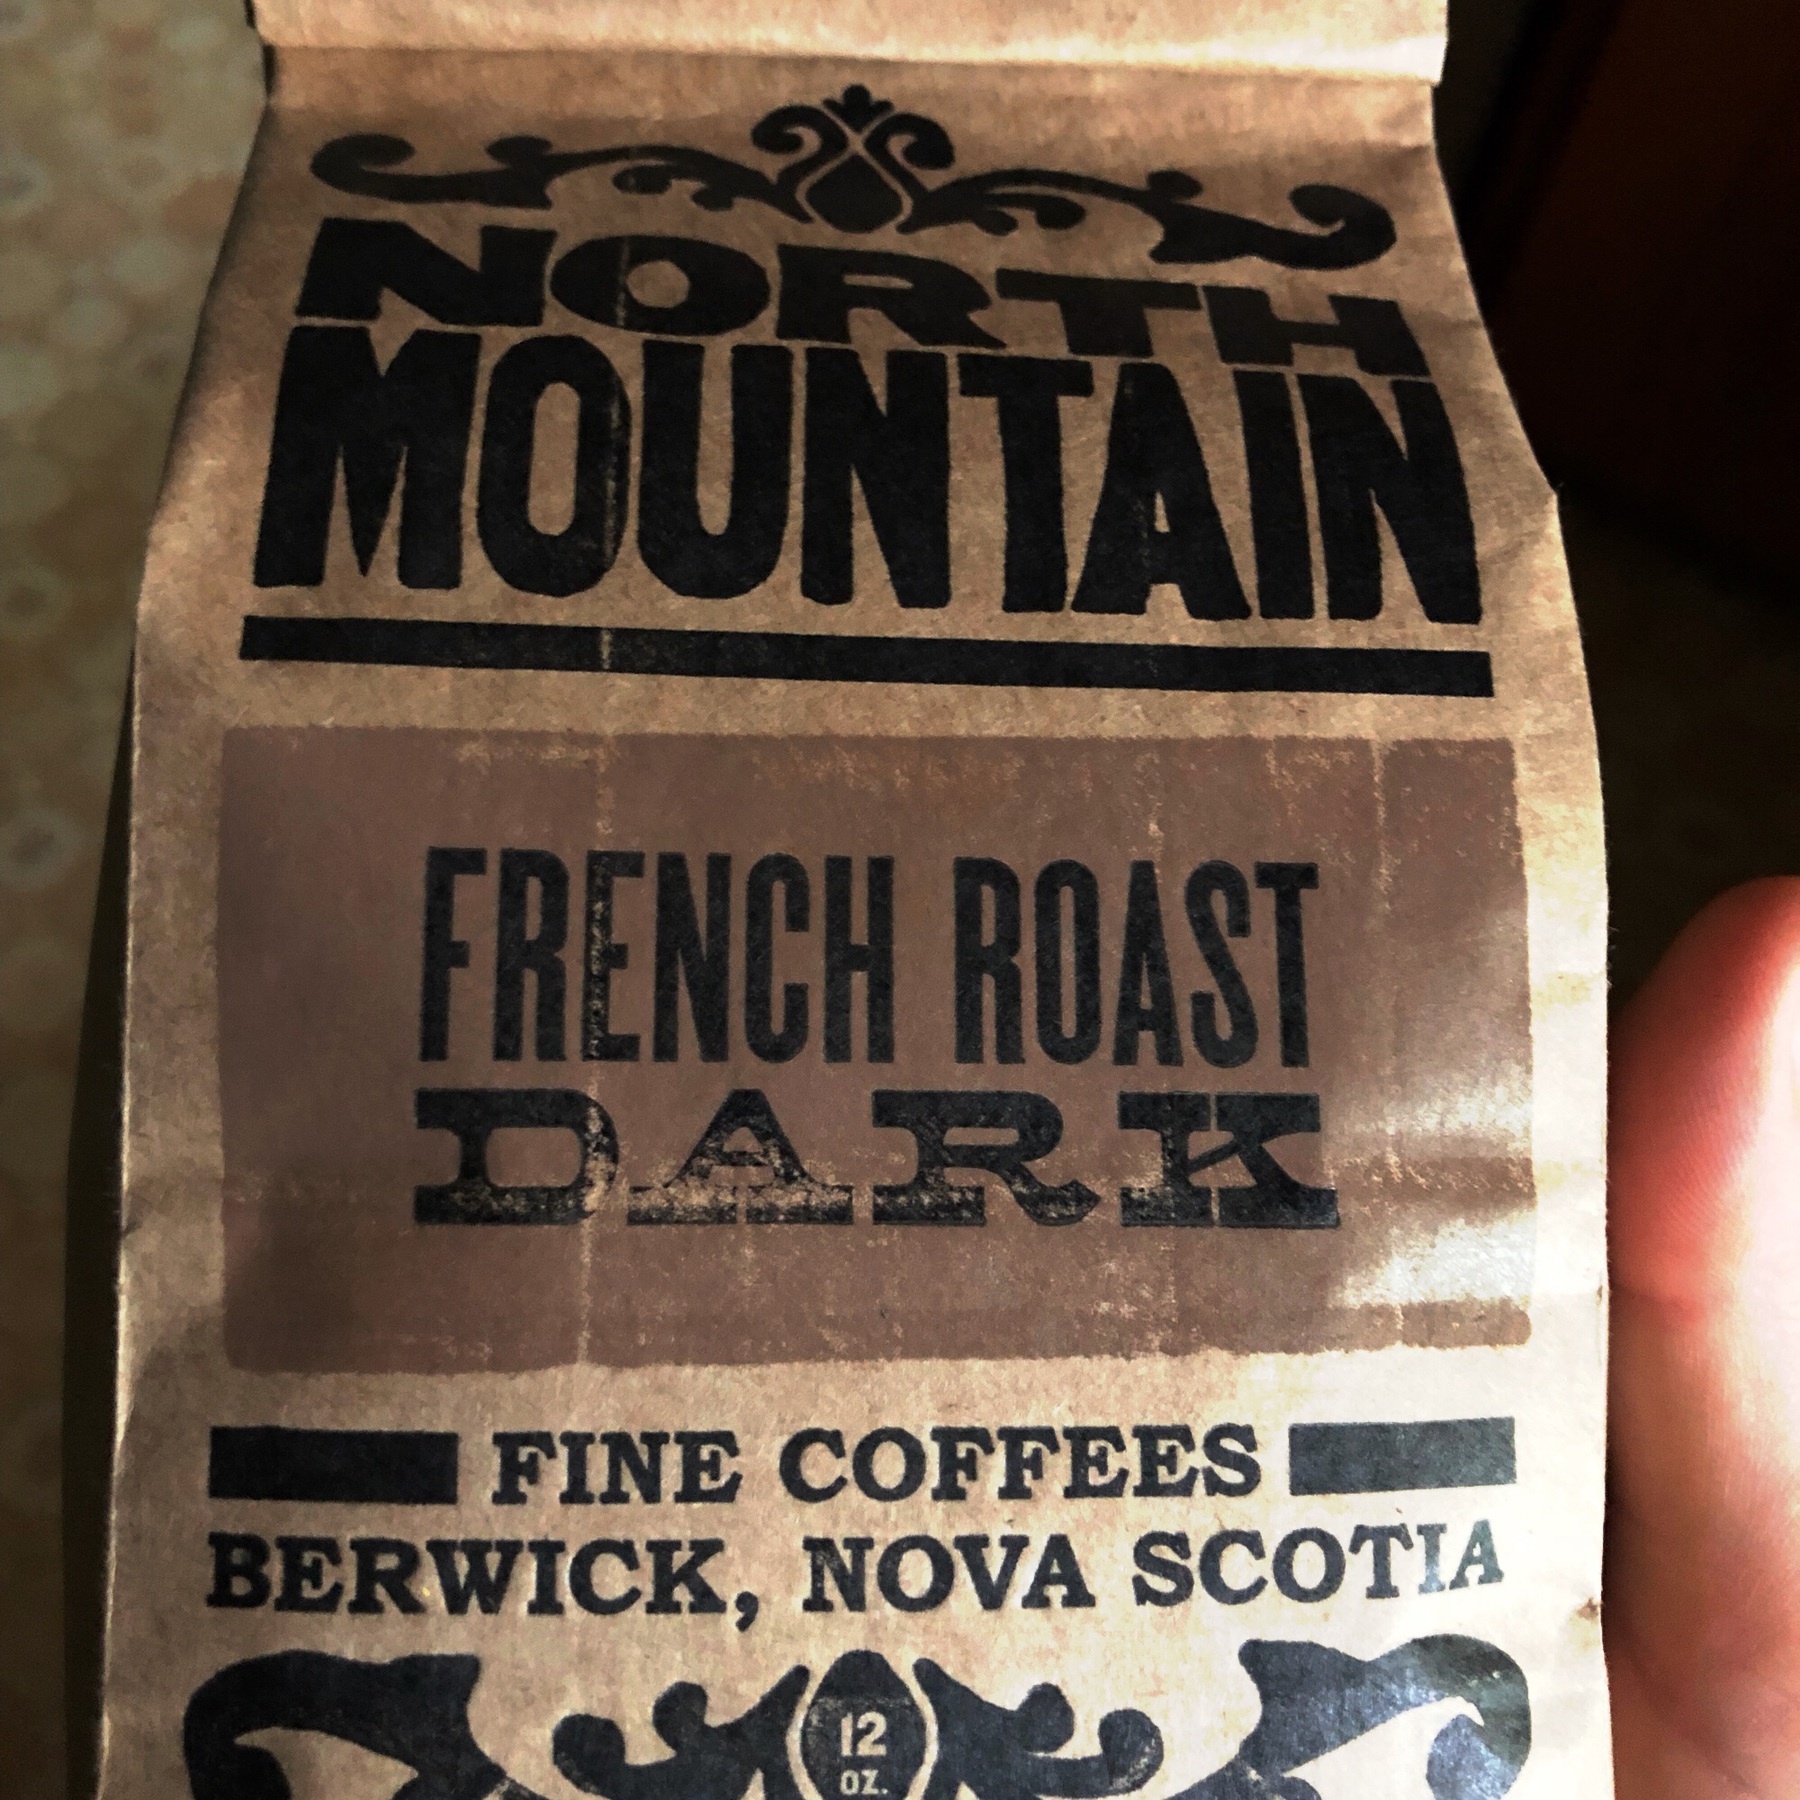 NORTH
MOUNTAIN
FRENCH ROAST
DARK
FINE COFFEES
BERWICK, NOVA SCOTIA
12
OZ.